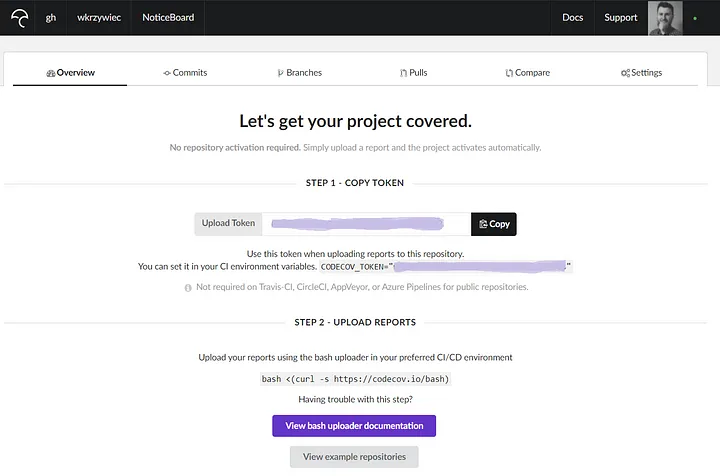 gh wkrzywiec NoticeBoard Docs Support
Overview Commits Branches Pulls Compare Settings
Let's get your project covered.
No repository activation required. Simply upload a report and the project activates automatically.
STEP 1 - COPY TOKEN
Upload Token Copy
Use this token when uploading reports to this repository.
You can set it in your CI environment variables. CODECOV_TOKEN=" "
Not required on Travis-CI, CircleCI, AppVeyor, or Azure Pipelines for public repositories.
STEP 2 - UPLOAD REPORTS
Upload your reports using the bash uploader in your preferred CI/CD environment
bash <(curl -s https://codecov.io/bash)
Having trouble with this step?
View bash uploader documentation
View example repositories